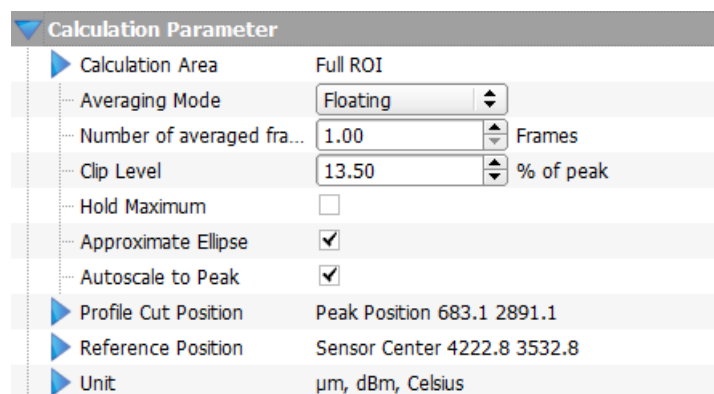 Calculation Parameter
Calculation Area Full ROI
Averaging Mode Floating
Number of averaged fra... 1.00 Frames
Clip Level 13.50 % of peak
Hold Maximum
Approximate Ellipse
Autoscale to Peak
Profile Cut Position Peak Position 683.1 2891.1
Reference Position Sensor Center 4222.8 3532.8
Unit µm, dBm, Celsius